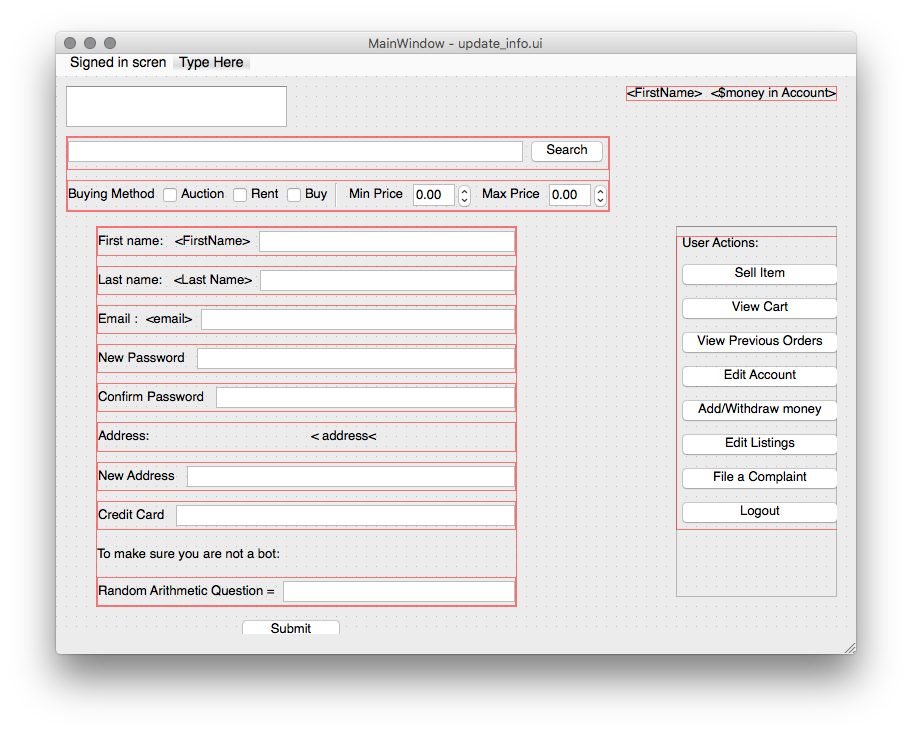 MainWindow - update_info.ui
Signed in scren Type Here
<FirstName> <$money in Account>
Search
Buying Method Auction Rent Buy Min Price 0.00 Max Price 0.00
First name: <FirstName>
Last name: <Last Name>
Email : <email>
New Password
Confirm Password
Address: < address<
New Address
Credit Card
To make sure you are not a bot:
Random Arithmetic Question =
Submit
User Actions:
Sell Item
View Cart
View Previous Orders
Edit Account
Add/Withdraw money
Edit Listings
File a Complaint
Logout